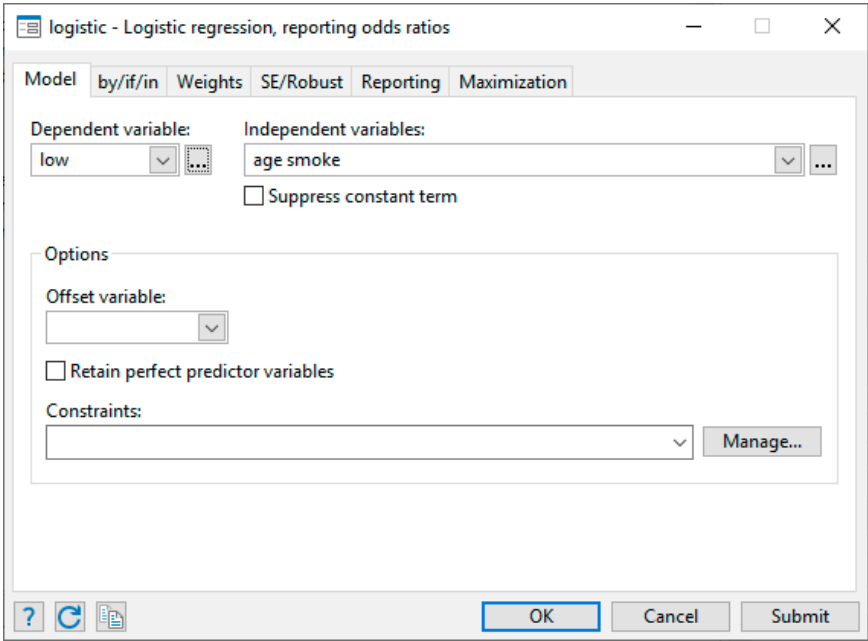 logistic - Logistic regression, reporting odds ratios
Model by/if/in Weights SE/Robust Reporting Maximization
Dependent variable: Independent variables:
low ... age smoke ...
Suppress constant term
Options
Offset variable:
Retain perfect predictor variables
Constraints:
Manage...
? OK Cancel Submit